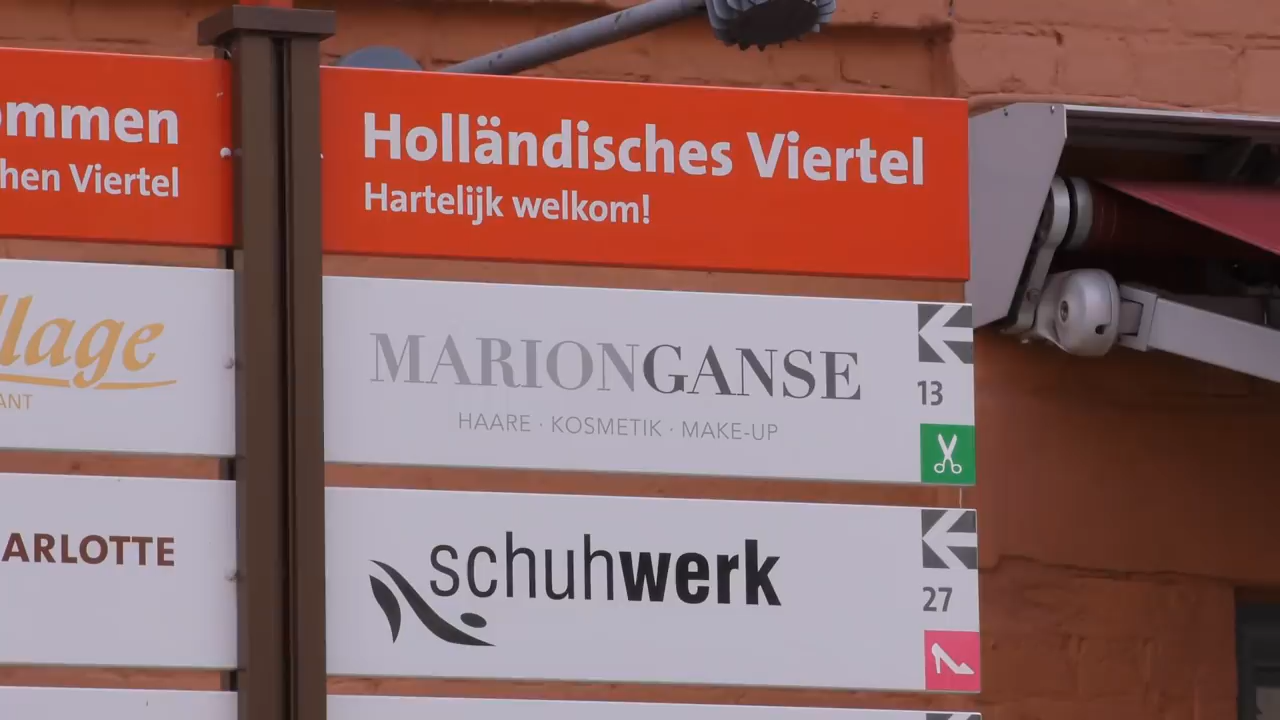 ommen
hen Viertel
llage
ANT
ARLOTTE
Holländisches Viertel
Hartelijk welkom!
MARIONGANSE
HAARE · KOSMETIK · MAKE-UP
13
schuhwerk
27